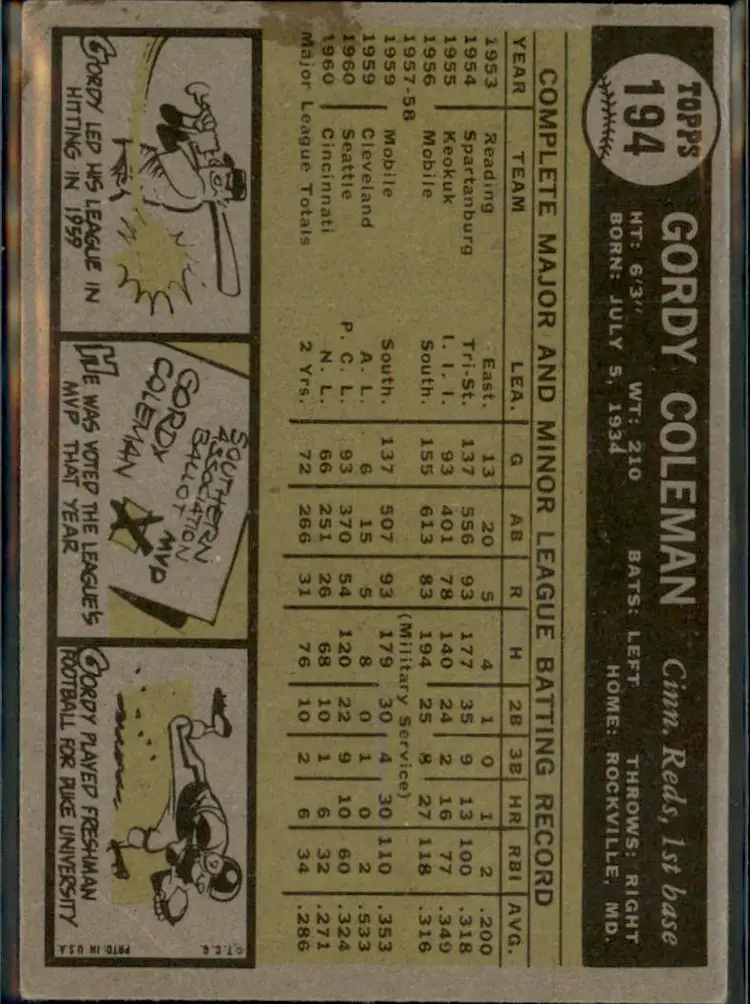 TOPPS
194
GORDY COLEMAN Cinn. Reds, 1st base
HT: 6'3" WT: 210 BATS: LEFT THROWS: RIGHT
BORN: JULY 5, 1934 HOME: ROCKVILLE, MD.
COMPLETE MAJOR AND MINOR LEAGUE BATTING RECORD
YEAR TEAM LEA. G AB R H 2B 3B HR RBI AVG.
1953 Reading East. 13 20 5 4 1 0 1 2 .200
1954 Spartanburg Tri-St. 137 556 93 177 35 9 13 100 .318
1955 Keokuk I. I. I. 93 401 78 140 24 2 16 77 .349
1956 Mobile South. 155 613 83 194 25 8 27 118 .316
1957-58 (Military Service)
1959 Mobile South. 137 507 93 179 30 4 30 110 .353
1959 Cleveland A. L. 6 15 5 8 0 1 0 2 .533
1960 Seattle P. C. L. 93 370 54 120 22 9 10 60 .324
1960 Cincinnati N. L. 66 251 26 68 10 1 6 32 .271
Major League Totals 2 Yrs. 72 266 31 76 10 2 6 34 .286
GORDY LED HIS LEAGUE IN
HITTING IN 1959
SOUTHERN
ASSOCIATION
BALLOT
MVP
GORDY
COLEMAN X
HE WAS VOTED THE LEAGUE'S
MVP THAT YEAR
GORDY PLAYED FRESHMAN
FOOTBALL FOR DUKE UNIVERSITY
©T.C.G.
PRTD. IN U.S.A.